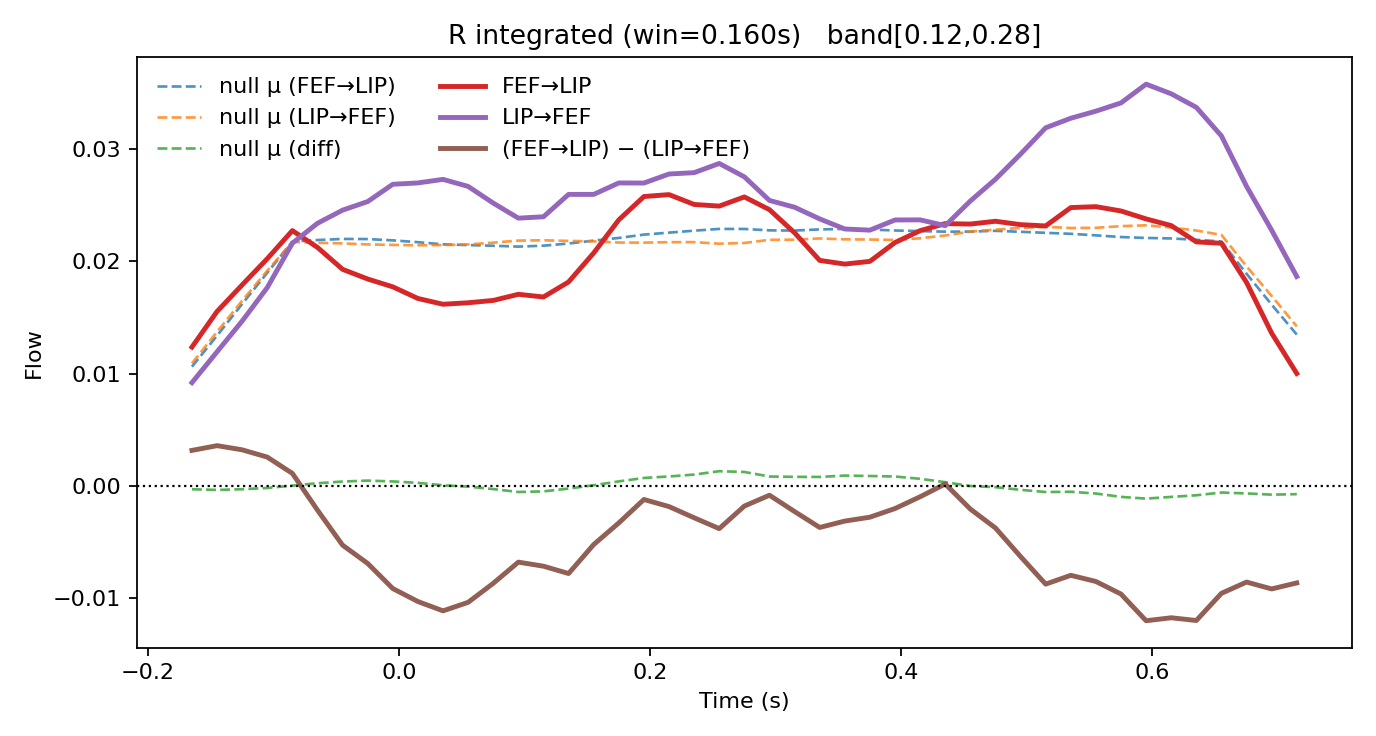 R integrated (win=0.160s)   band[0.12,0.28]
null μ (FEF→LIP)
null μ (LIP→FEF)
null μ (diff)
FEF→LIP
LIP→FEF
(FEF→LIP) − (LIP→FEF)
Flow
0.03
0.02
0.01
0.00
−0.01
−0.2
0.0
0.2
0.4
0.6
Time (s)